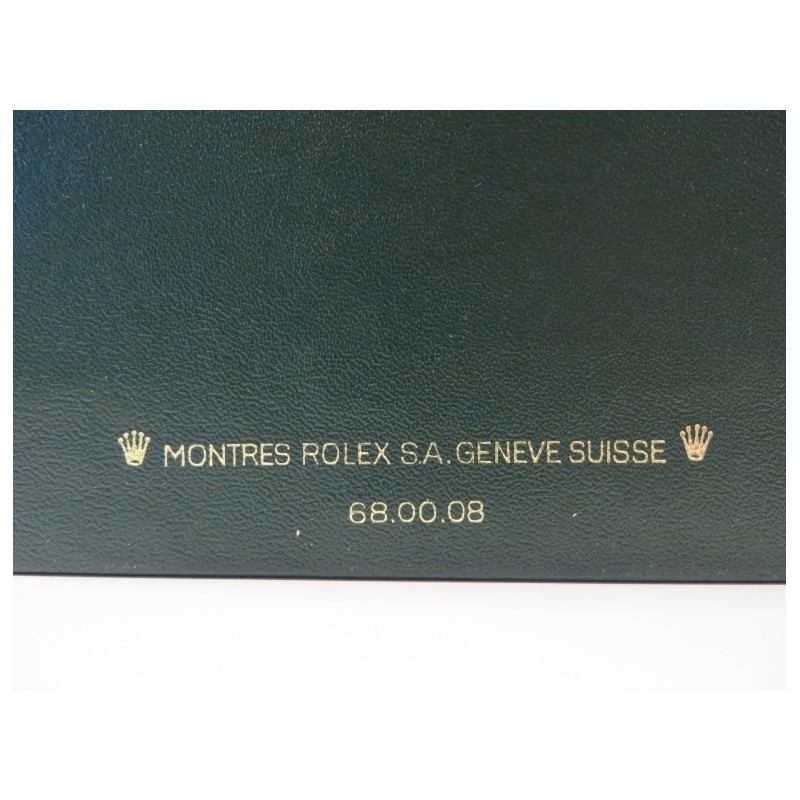 MONTRES ROLEX S.A. GENEVE SUISSE
68.00.08